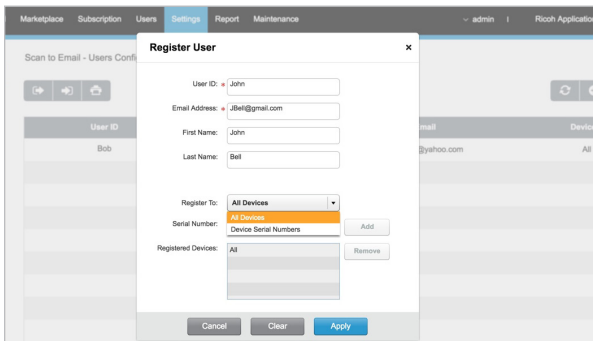 Marketplace Subscription Users Settings Report Maintenance admin | Ricoh Application
Scan to Email - Users Confi
Register User ×
User ID: * John
Email Address: * JBell@gmail.com
First Name: John
Last Name: Bell
User ID mail Device
Bob @yahoo.com All
Register To: All Devices
All Devices
Device Serial Numbers
Serial Number: Add
Registered Devices: All Remove
Cancel Clear Apply